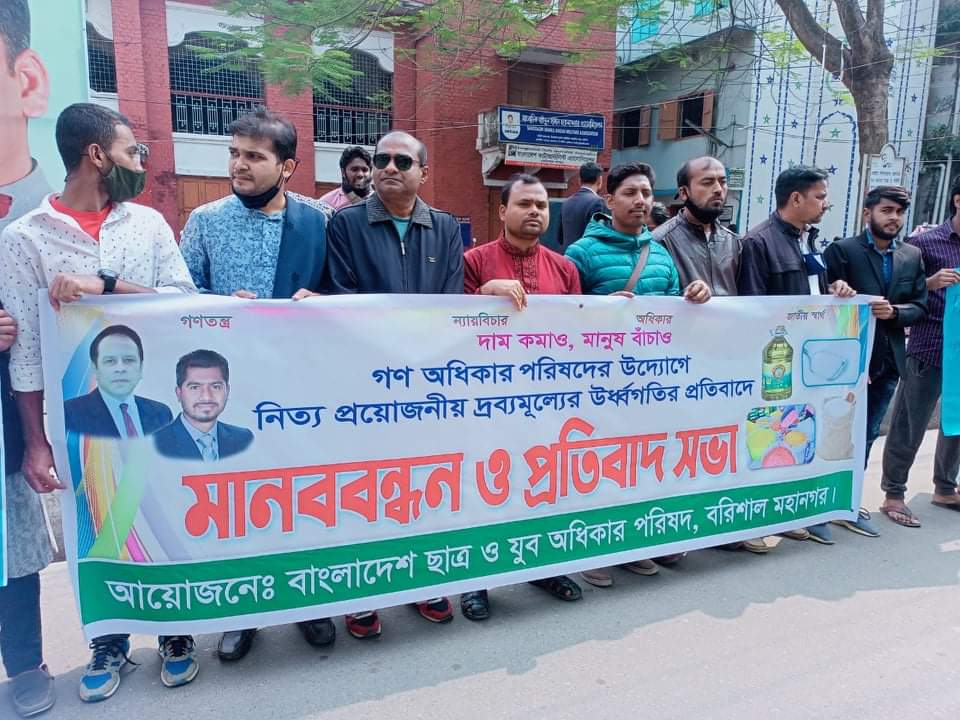 গণতন্ত্র ন্যায়বিচার অধিকার জাতীয় স্বার্থ
দাম কমাও, মানুষ বাঁচাও
গণ অধিকার পরিষদের উদ্যোগে
নিত্য প্রয়োজনীয় দ্রব্যমূল্যের উর্ধ্বগতির প্রতিবাদে
মানববন্ধন ও প্রতিবাদ সভা
আয়োজনেঃ বাংলাদেশ ছাত্র ও যুব অধিকার পরিষদ, বরিশাল মহানগর।